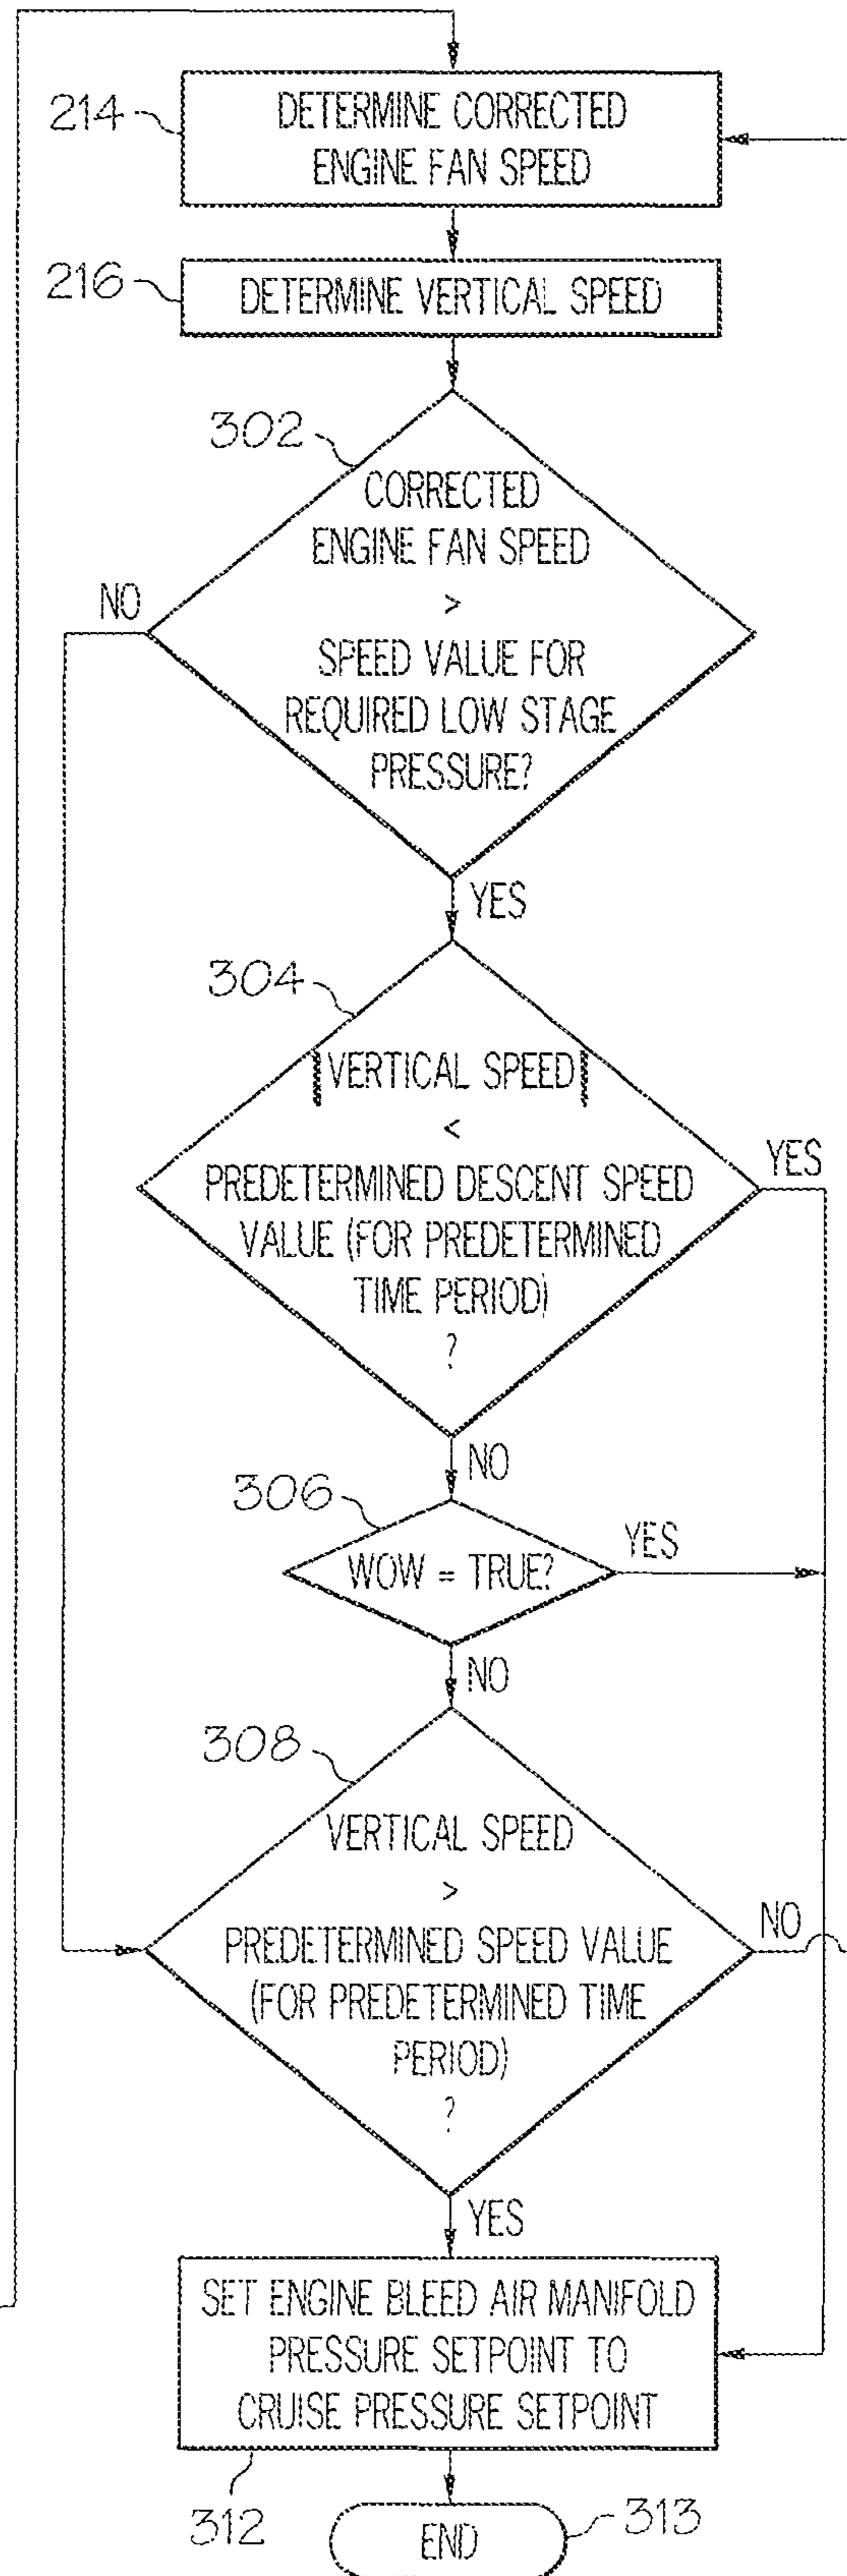 214
DETERMINE CORRECTED
ENGINE FAN SPEED
216
DETERMINE VERTICAL SPEED
302
CORRECTED
ENGINE FAN SPEED
>
SPEED VALUE FOR
REQUIRED LOW STAGE
PRESSURE?
NO
YES
304
|VERTICAL SPEED|
<
PREDETERMINED DESCENT SPEED
VALUE (FOR PREDETERMINED
TIME PERIOD)
?
YES
NO
306
WOW = TRUE?
YES
NO
308
VERTICAL SPEED
>
PREDETERMINED SPEED VALUE
(FOR PREDETERMINED TIME
PERIOD)
?
NO
YES
SET ENGINE BLEED AIR MANIFOLD
PRESSURE SETPOINT TO
CRUISE PRESSURE SETPOINT
312
END
313